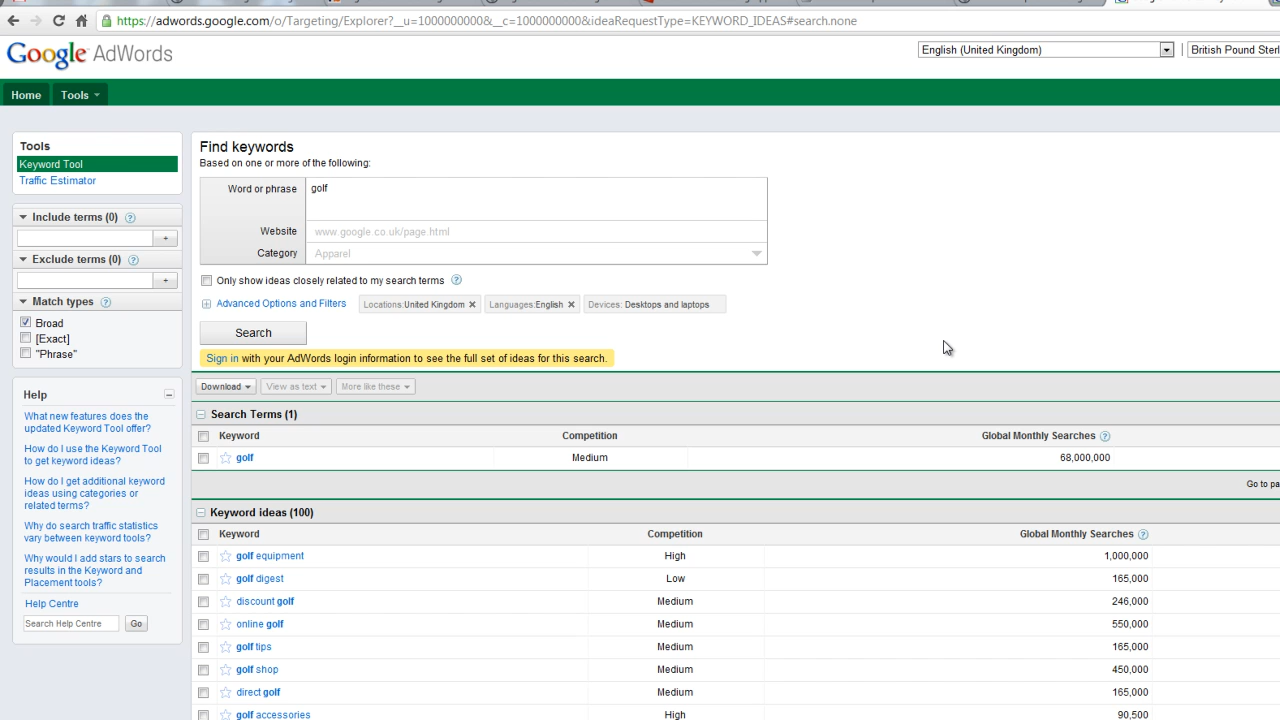 https://adwords.google.com/o/Targeting/Explorer?__u=1000000000&__c=1000000000&ideaRequestType=KEYWORD_IDEAS#search.none
Google AdWords
English (United Kingdom) | British Pound Sterl
Home Tools
Tools
Keyword Tool
Traffic Estimator
Include terms (0) ?
+
Exclude terms (0) ?
+
Match types ?
Broad
[Exact]
"Phrase"
Help
What new features does the
updated Keyword Tool offer?
How do I use the Keyword Tool
to get keyword ideas?
How do I get additional keyword
ideas using categories or
related terms?
Why do search traffic statistics
vary between keyword tools?
Why would I add stars to search
results in the Keyword and
Placement tools?
Help Centre
Search Help Centre Go
Find keywords
Based on one or more of the following:
Word or phrase golf
Website www.google.co.uk/page.html
Category Apparel
Only show ideas closely related to my search terms ?
Advanced Options and Filters Locations:United Kingdom Languages:English Devices: Desktops and laptops
Search
Sign in with your AdWords login information to see the full set of ideas for this search.
Download View as text More like these
Search Terms (1)
Keyword Competition Global Monthly Searches ?
golf Medium 68,000,000
Go to pa
Keyword ideas (100)
Keyword Competition Global Monthly Searches ?
golf equipment High 1,000,000
golf digest Low 165,000
discount golf Medium 246,000
online golf Medium 550,000
golf tips Medium 165,000
golf shop Medium 450,000
direct golf Medium 165,000
golf accessories High 90,500